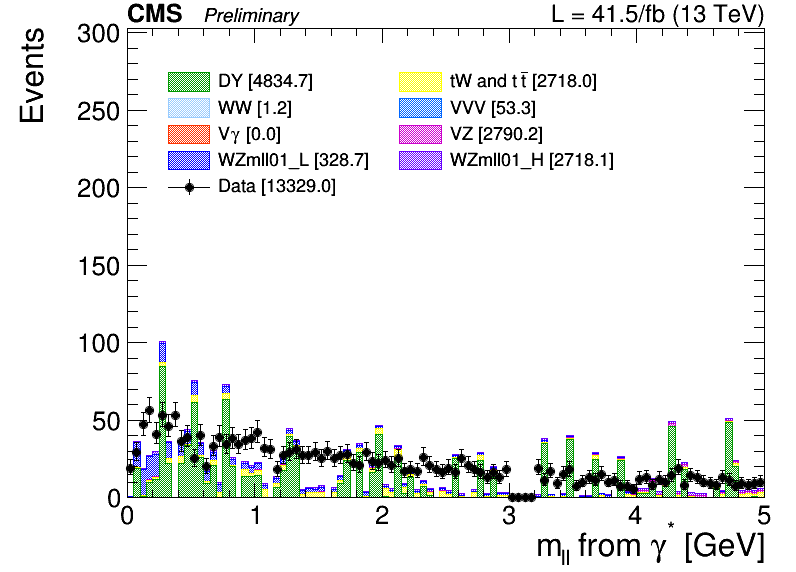 CMS Preliminary L = 41.5/fb (13 TeV)
Events
300
250
200
150
100
50
0
DY [4834.7] tW and t t̅ [2718.0]
WW [1.2] VVV [53.3]
Vγ [0.0] VZ [2790.2]
WZmll01_L [328.7] WZmll01_H [2718.1]
Data [13329.0]
0 1 2 3 4 5
m_ll from γ* [GeV]